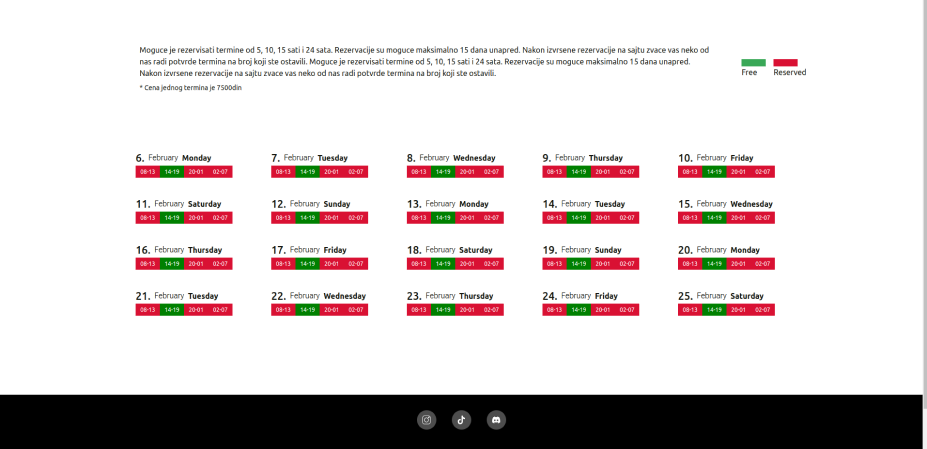 Moguce je rezervisati termine od 5, 10, 15 sati i 24 sata. Rezervacije su moguce maksimalno 15 dana unapred. Nakon izvrsene rezervacije na sajtu zvace vas neko od
nas radi potvrde termina na broj koji ste ostavili. Moguce je rezervisati termine od 5, 10, 15 sati i 24 sata. Rezervacije su moguce maksimalno 15 dana unapred.
Nakon izvrsene rezervacije na sajtu zvace vas neko od nas radi potvrde termina na broj koji ste ostavili.
* Cena jednog termina je 7500din
Free Reserved
6. February Monday 7. February Tuesday 8. February Wednesday 9. February Thursday 10. February Friday
08-13 14-19 20-01 02-07 08-13 14-19 20-01 02-07 08-13 14-19 20-01 02-07 08-13 14-19 20-01 02-07 08-13 14-19 20-01 02-07
11. February Saturday 12. February Sunday 13. February Monday 14. February Tuesday 15. February Wednesday
08-13 14-19 20-01 02-07 08-13 14-19 20-01 02-07 08-13 14-19 20-01 02-07 08-13 14-19 20-01 02-07 08-13 14-19 20-01 02-07
16. February Thursday 17. February Friday 18. February Saturday 19. February Sunday 20. February Monday
08-13 14-19 20-01 02-07 08-13 14-19 20-01 02-07 08-13 14-19 20-01 02-07 08-13 14-19 20-01 02-07 08-13 14-19 20-01 02-07
21. February Tuesday 22. February Wednesday 23. February Thursday 24. February Friday 25. February Saturday
08-13 14-19 20-01 02-07 08-13 14-19 20-01 02-07 08-13 14-19 20-01 02-07 08-13 14-19 20-01 02-07 08-13 14-19 20-01 02-07